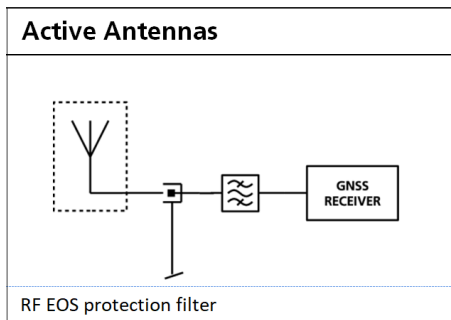 Active Antennas
GNSS
RECEIVER
RF EOS protection filter